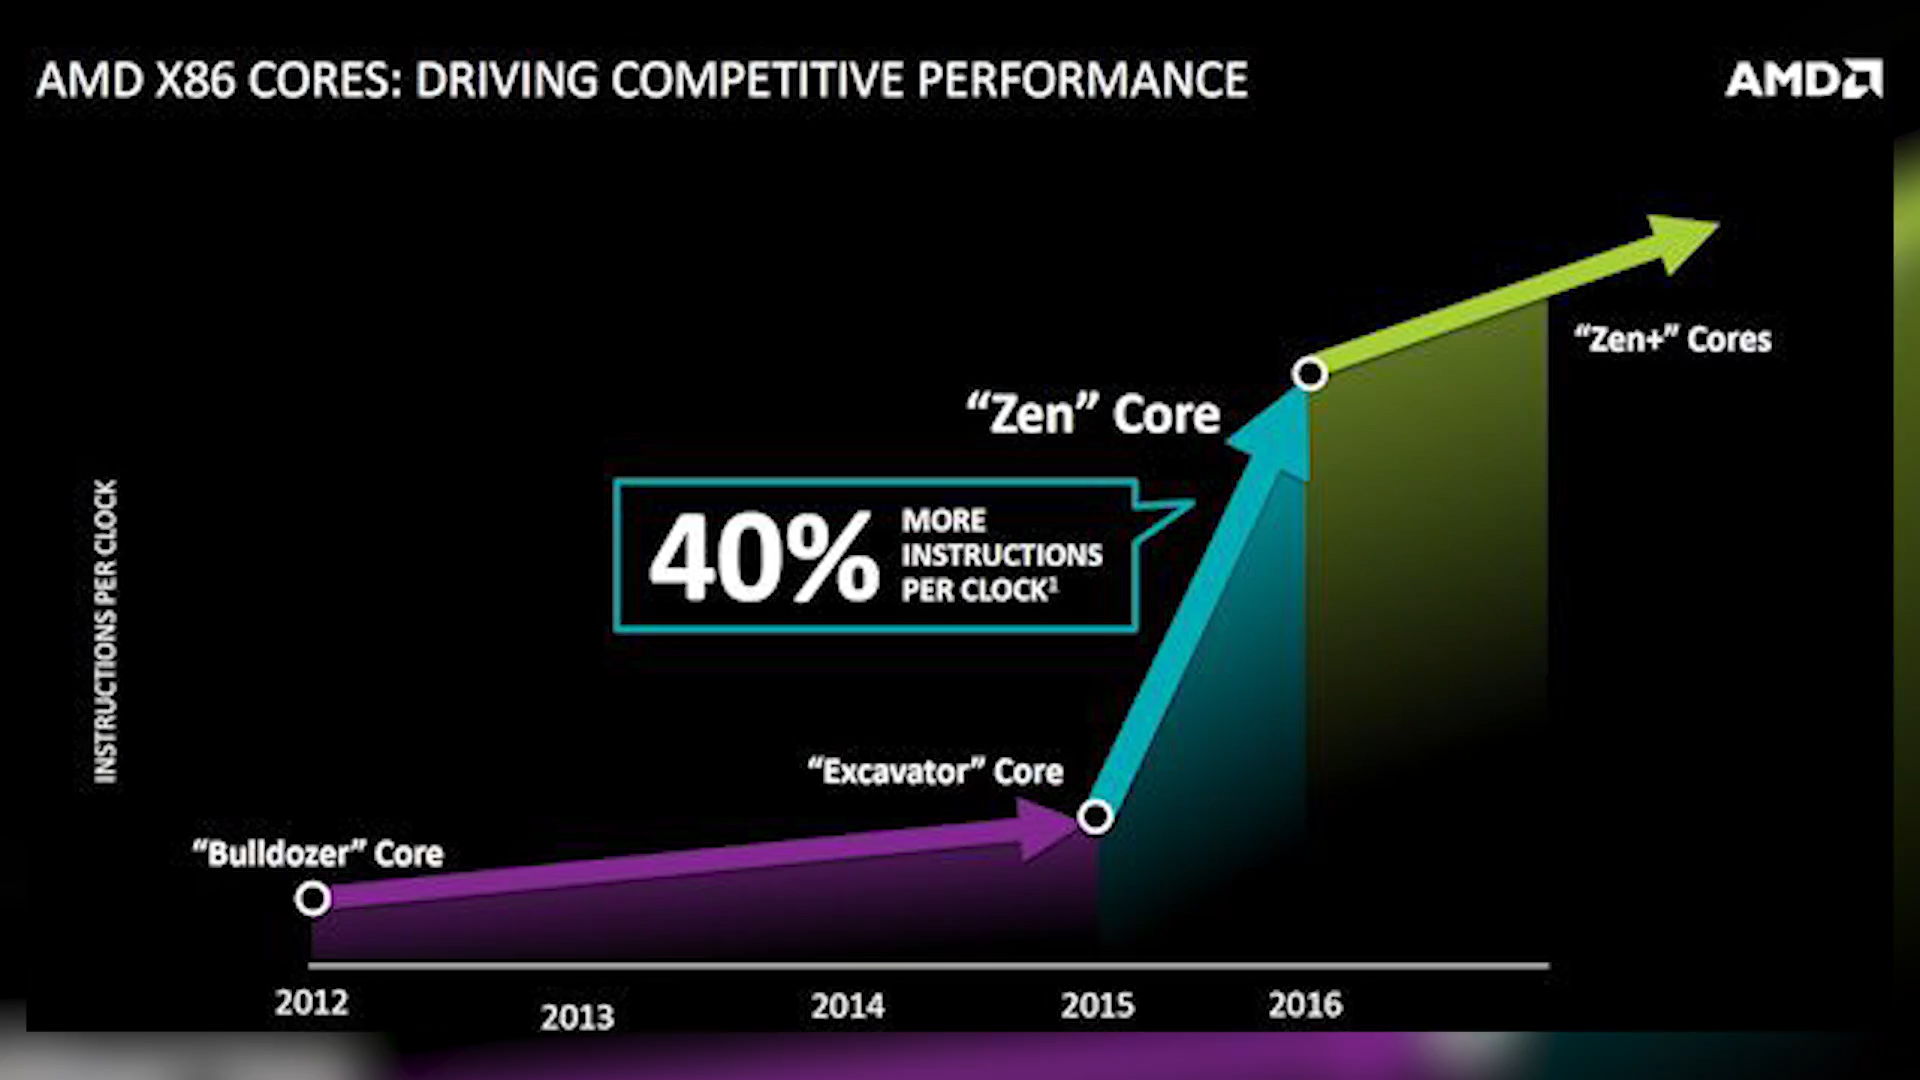 AMD X86 CORES: DRIVING COMPETITIVE PERFORMANCE
AMD
“Zen+” Cores
“Zen” Core
40%
MORE
INSTRUCTIONS
PER CLOCK¹
INSTRUCTIONS PER CLOCK
“Excavator” Core
“Bulldozer” Core
2012
2013
2014
2015
2016